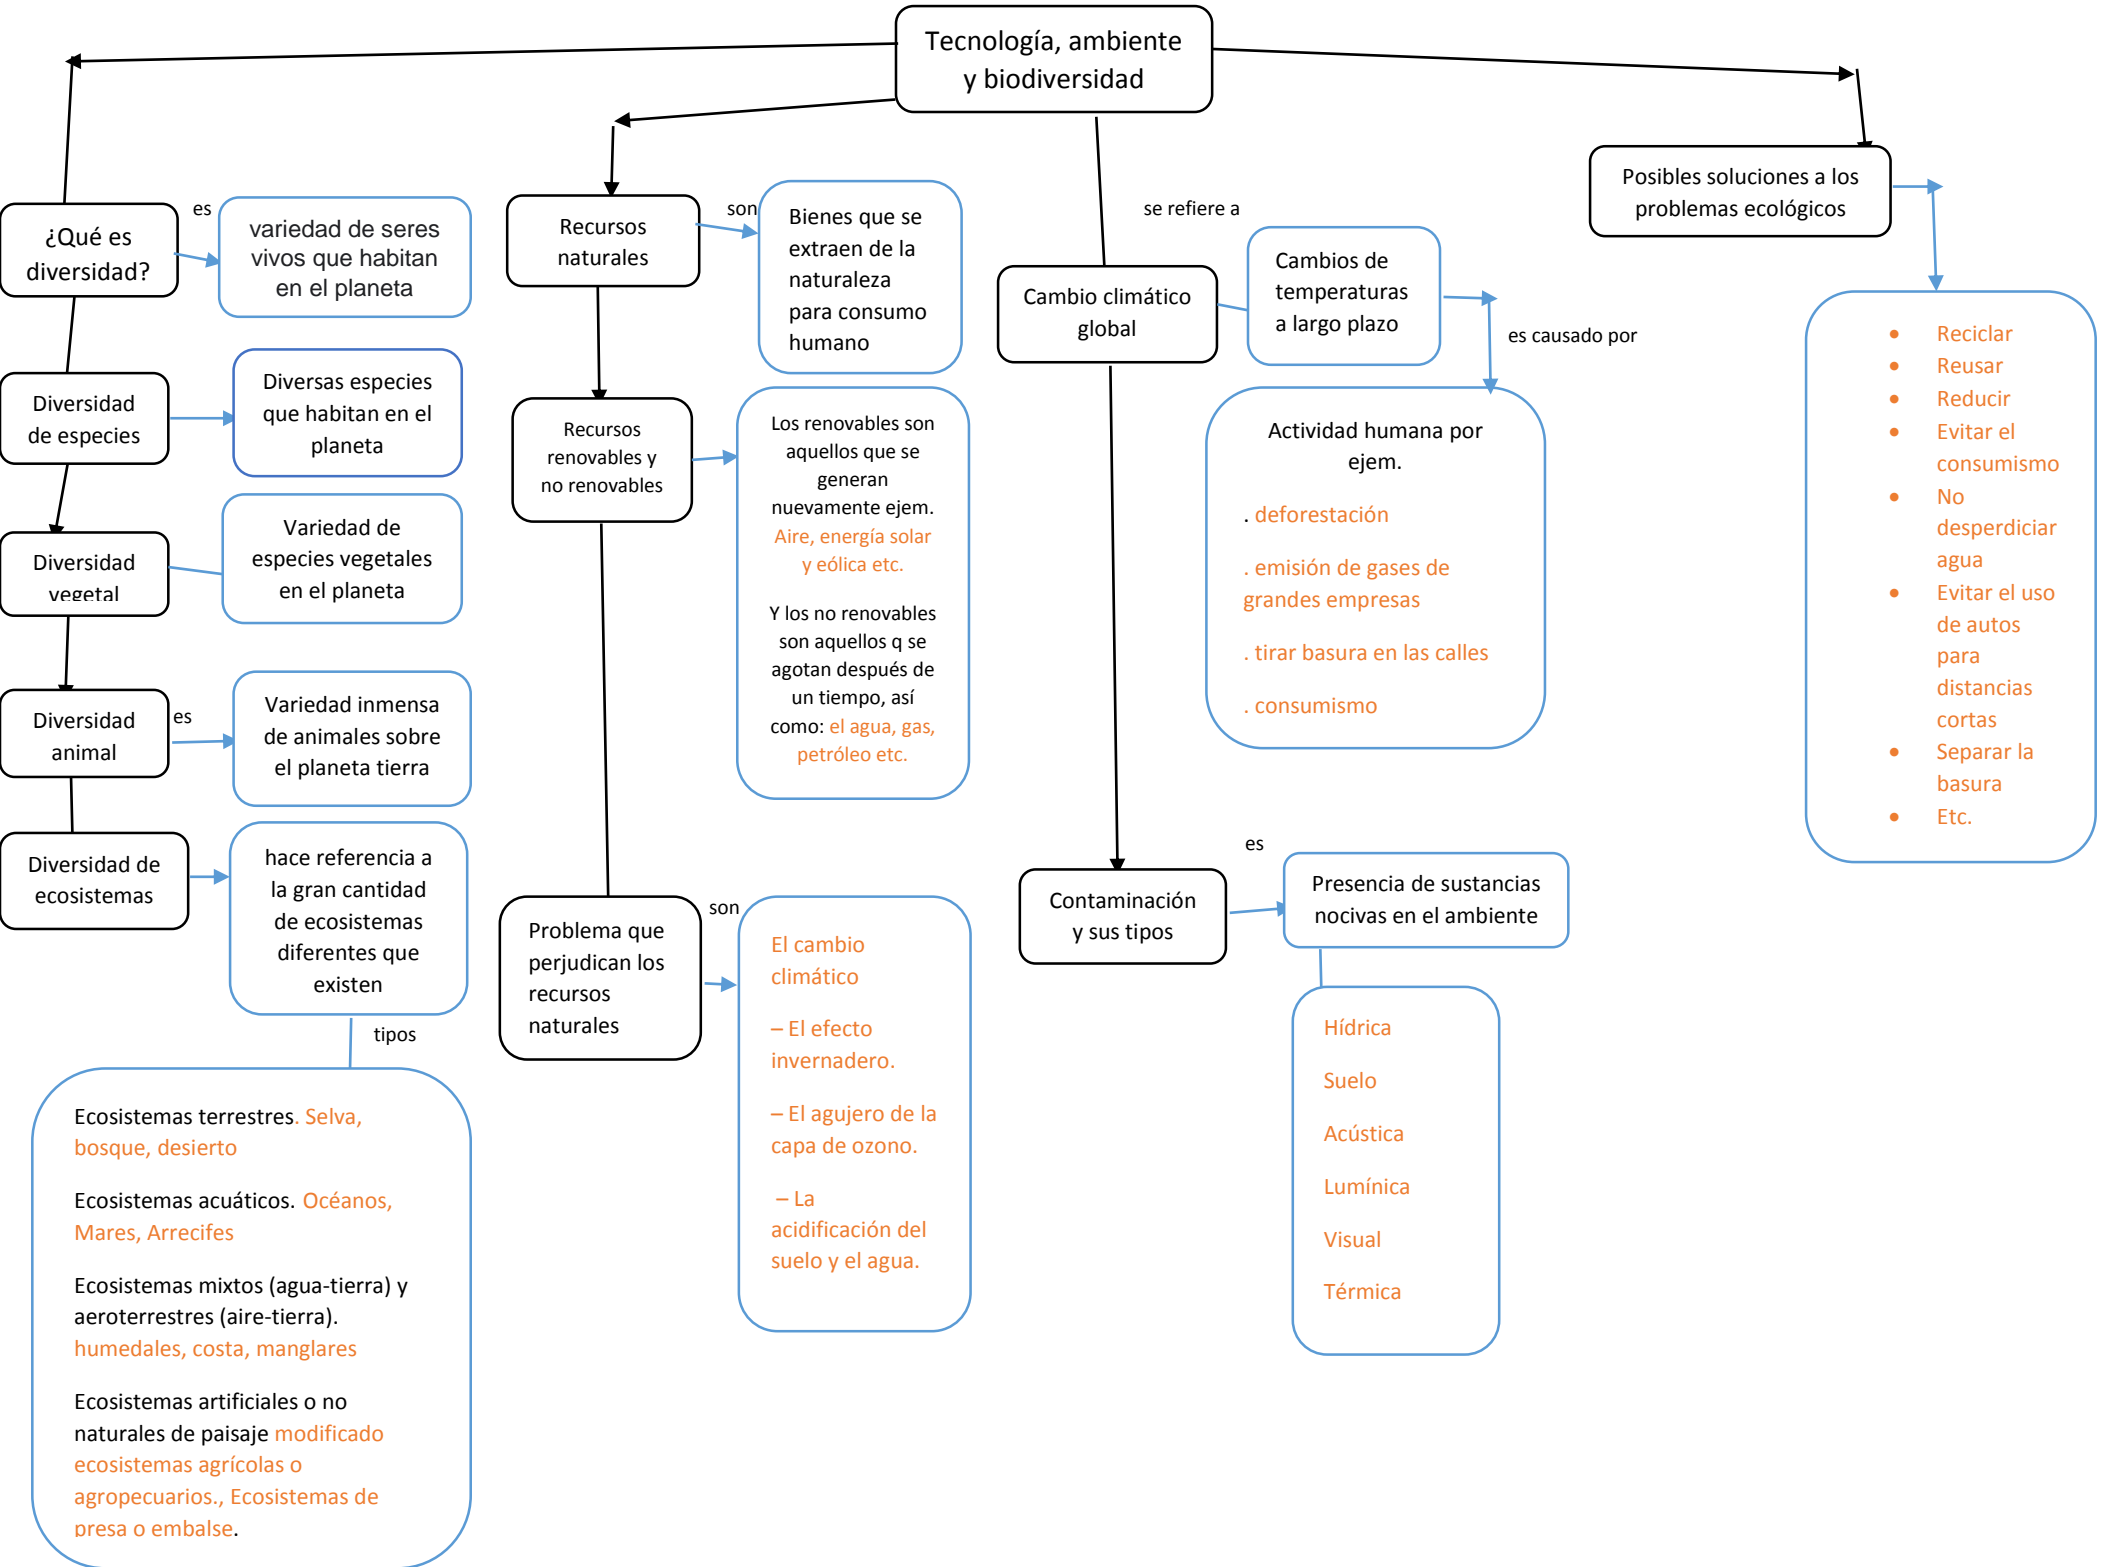 Tecnología, ambiente
y biodiversidad
¿Qué es
diversidad?
es
variedad de seres
vivos que habitan
en el planeta
Diversidad
de especies
Diversas especies
que habitan en el
planeta
Diversidad
vegetal
Variedad de
especies vegetales
en el planeta
Diversidad
animal
es
Variedad inmensa
de animales sobre
el planeta tierra
Diversidad de
ecosistemas
hace referencia a
la gran cantidad
de ecosistemas
diferentes que
existen
tipos
Ecosistemas terrestres. Selva,
bosque, desierto
Ecosistemas acuáticos. Océanos,
Mares, Arrecifes
Ecosistemas mixtos (agua-tierra) y
aeroterrestres (aire-tierra).
humedales, costa, manglares
Ecosistemas artificiales o no
naturales de paisaje modificado
ecosistemas agrícolas o
agropecuarios., Ecosistemas de
presa o embalse.
Recursos
naturales
son
Bienes que se
extraen de la
naturaleza
para consumo
humano
Recursos
renovables y
no renovables
Los renovables son
aquellos que se
generan
nuevamente ejem.
Aire, energía solar
y eólica etc.
Y los no renovables
son aquellos q se
agotan después de
un tiempo, así
como: el agua, gas,
petróleo etc.
Problema que
perjudican los
recursos
naturales
son
El cambio
climático
– El efecto
invernadero.
– El agujero de la
capa de ozono.
– La
acidificación del
suelo y el agua.
Cambio climático
global
se refiere a
Cambios de
temperaturas
a largo plazo
es causado por
Actividad humana por
ejem.
. deforestación
. emisión de gases de
grandes empresas
. tirar basura en las calles
. consumismo
Contaminación
y sus tipos
es
Presencia de sustancias
nocivas en el ambiente
Hídrica
Suelo
Acústica
Lumínica
Visual
Térmica
Posibles soluciones a los
problemas ecológicos
• Reciclar
• Reusar
• Reducir
• Evitar el
consumismo
• No
desperdiciar
agua
• Evitar el uso
de autos
para
distancias
cortas
• Separar la
basura
• Etc.